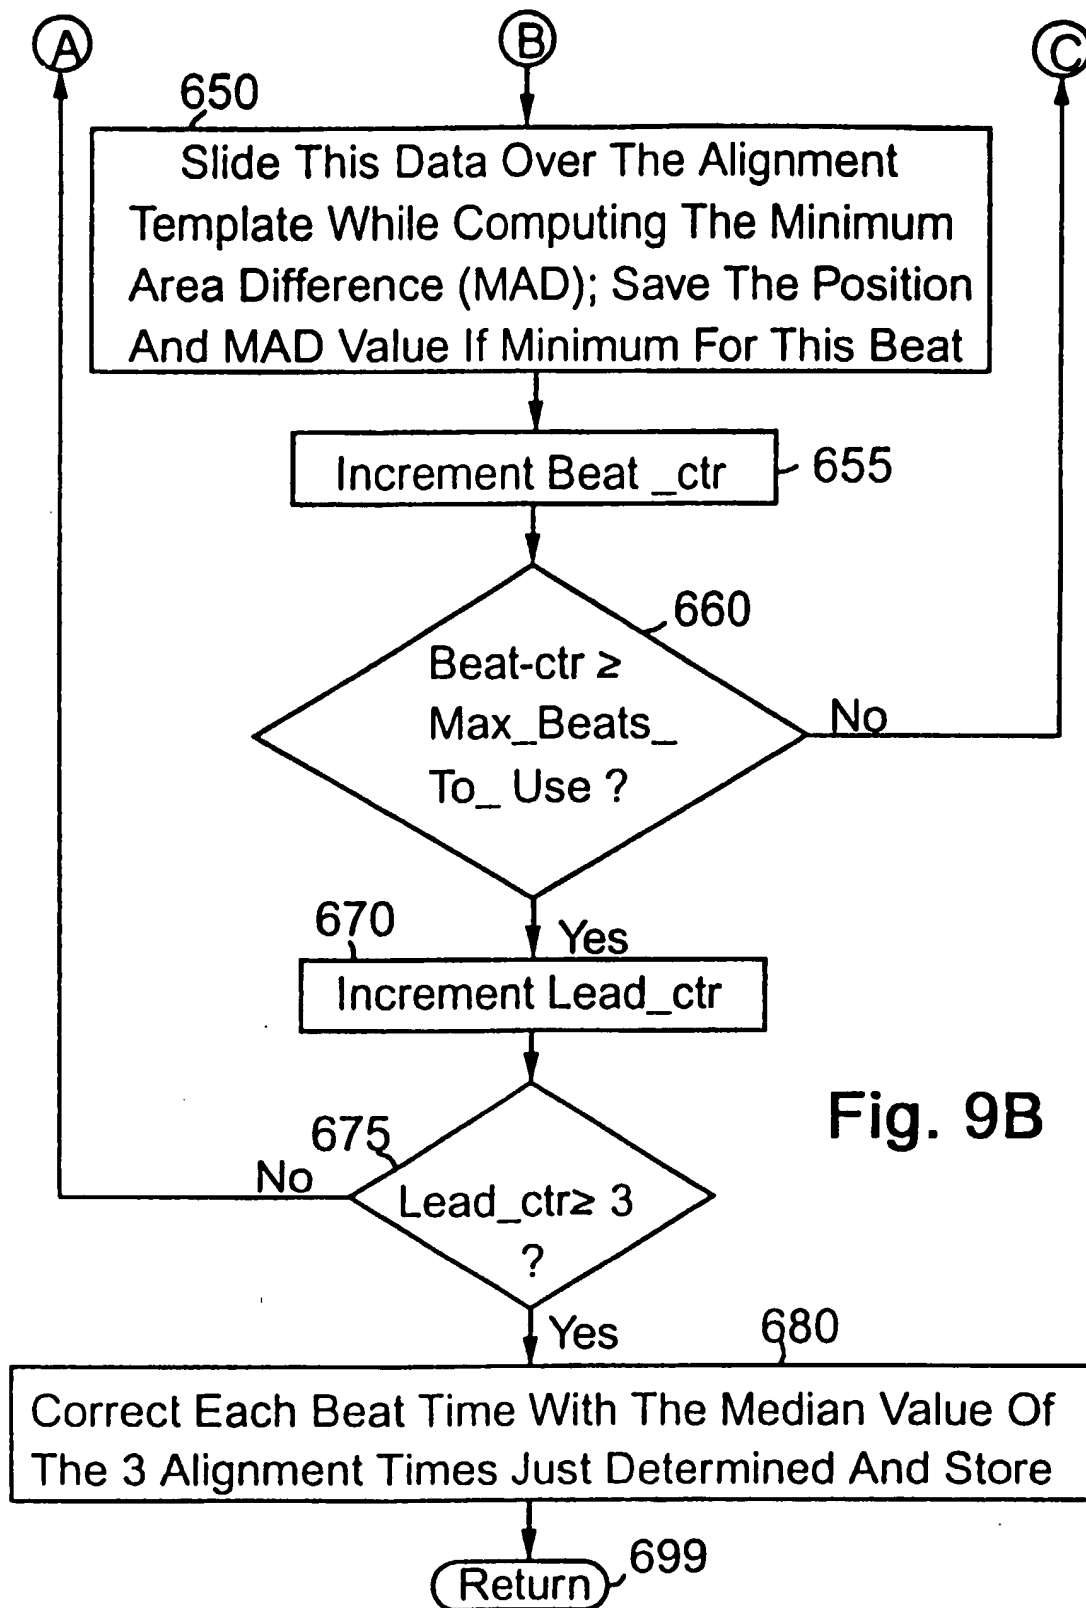 A
B
C
650
Slide This Data Over The Alignment
Template While Computing The Minimum
Area Difference (MAD); Save The Position
And MAD Value If Minimum For This Beat
Increment Beat _ctr
655
660
Beat-ctr ≥
Max_Beats_
To_ Use ?
No
Yes
670
Increment Lead_ctr
Fig. 9B
675
No
Lead_ctr≥ 3
?
Yes
680
Correct Each Beat Time With The Median Value Of
The 3 Alignment Times Just Determined And Store
Return
699